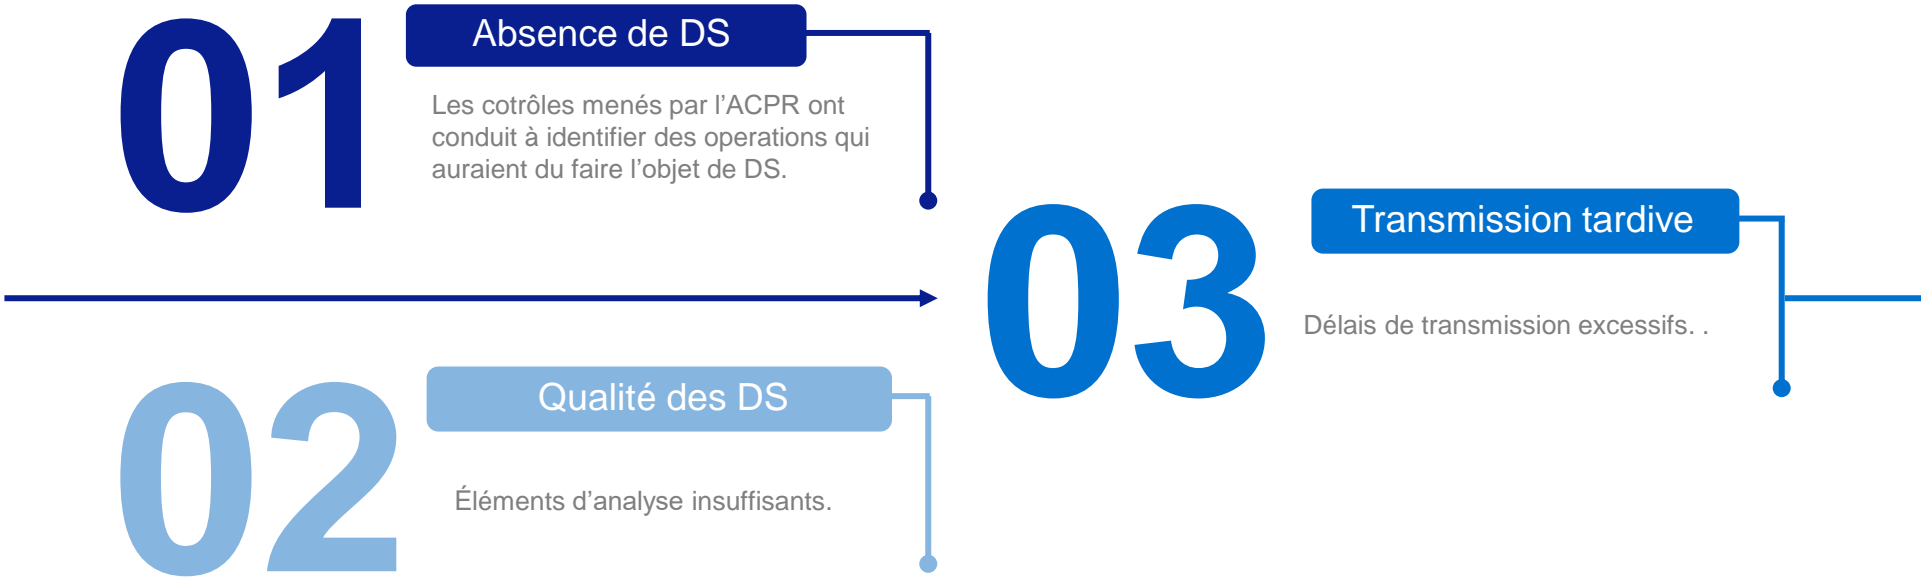 01
Absence de DS
Les cotrôles menés par l’ACPR ont
conduit à identifier des operations qui
auraient du faire l’objet de DS.
02
Qualité des DS
Éléments d’analyse insuffisants.
03
Transmission tardive
Délais de transmission excessifs. .